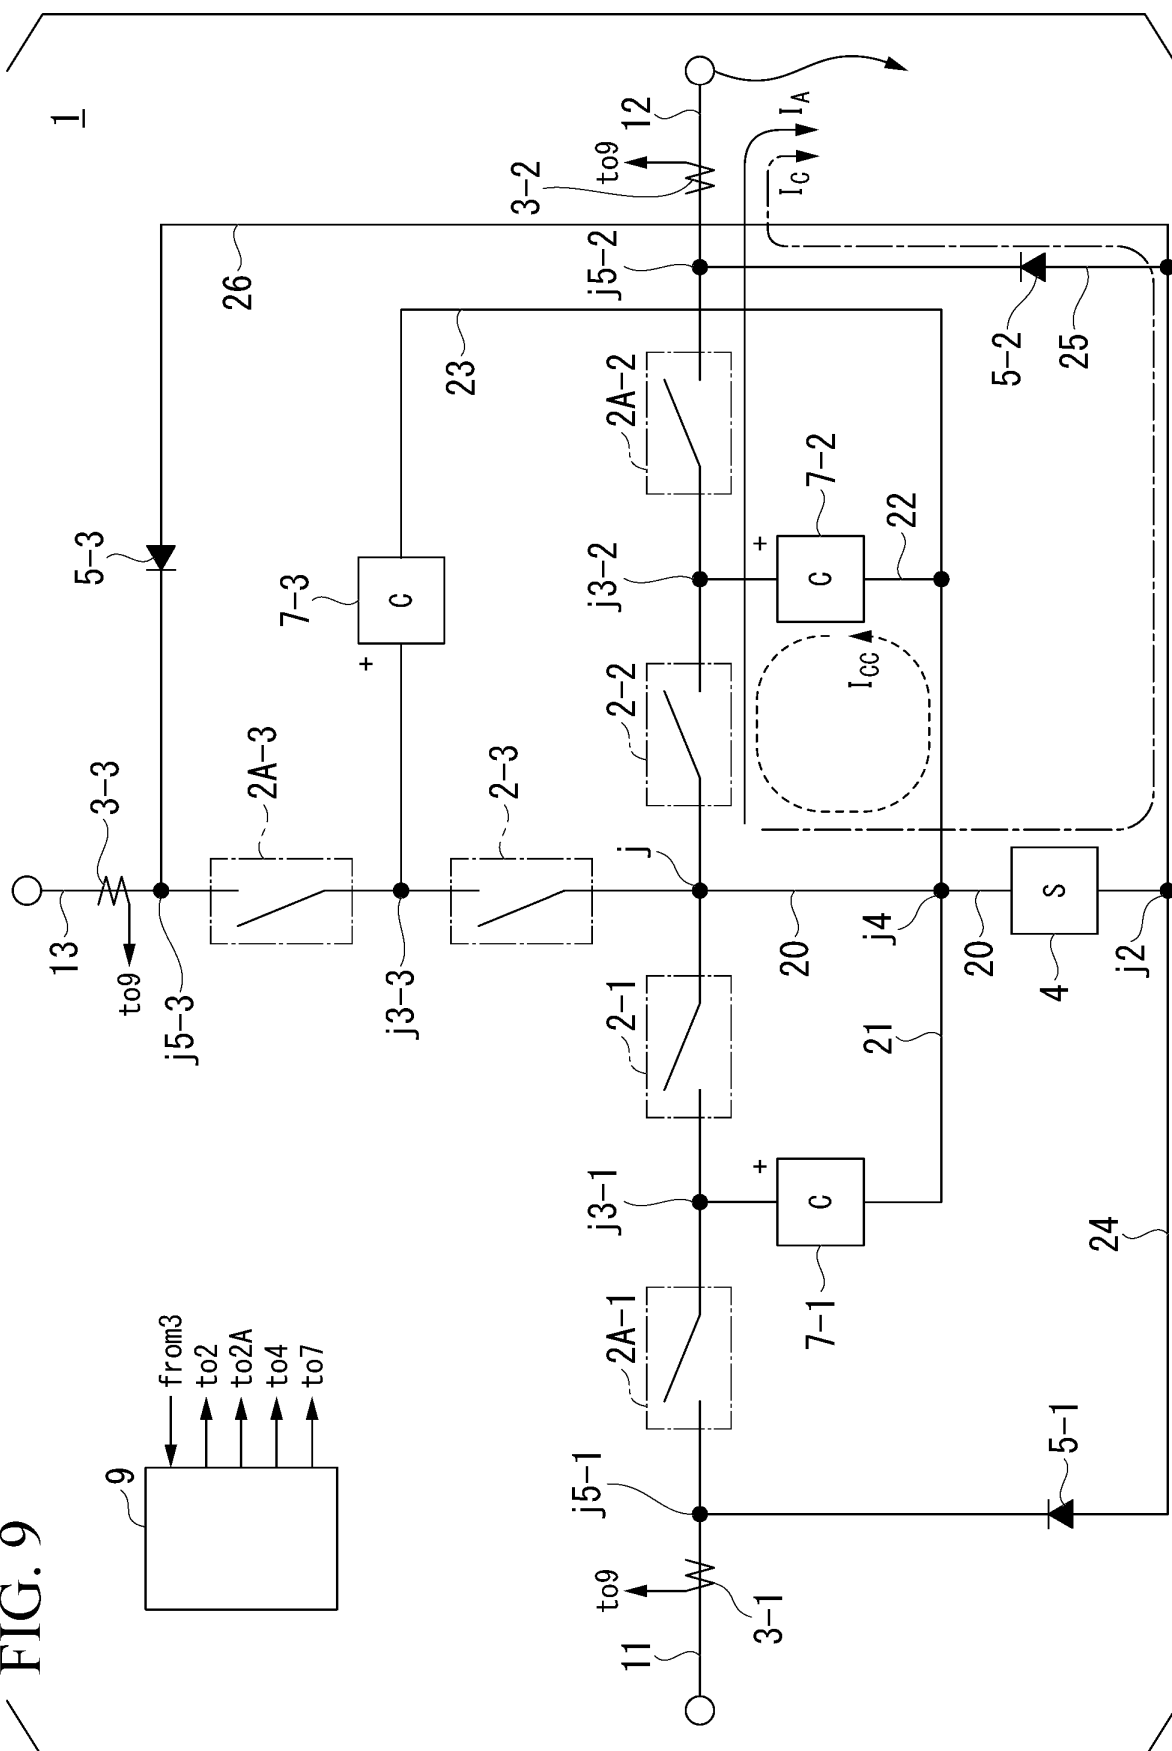 FIG. 9
1
9
from3
to2
to2A
to4
to7
13
3-3
to9
j5-3
2A-3
j3-3
2-3
5-3
26
7-3
C
+
23
11
to9
3-1
j5-1
2A-1
j3-1
2-1
j
2-2
j3-2
2A-2
j5-2
3-2
to9
12
IA
IC
+
C
7-1
+
C
7-2
22
ICC
20
j4
20
21
S
4
j2
5-1
24
5-2
25